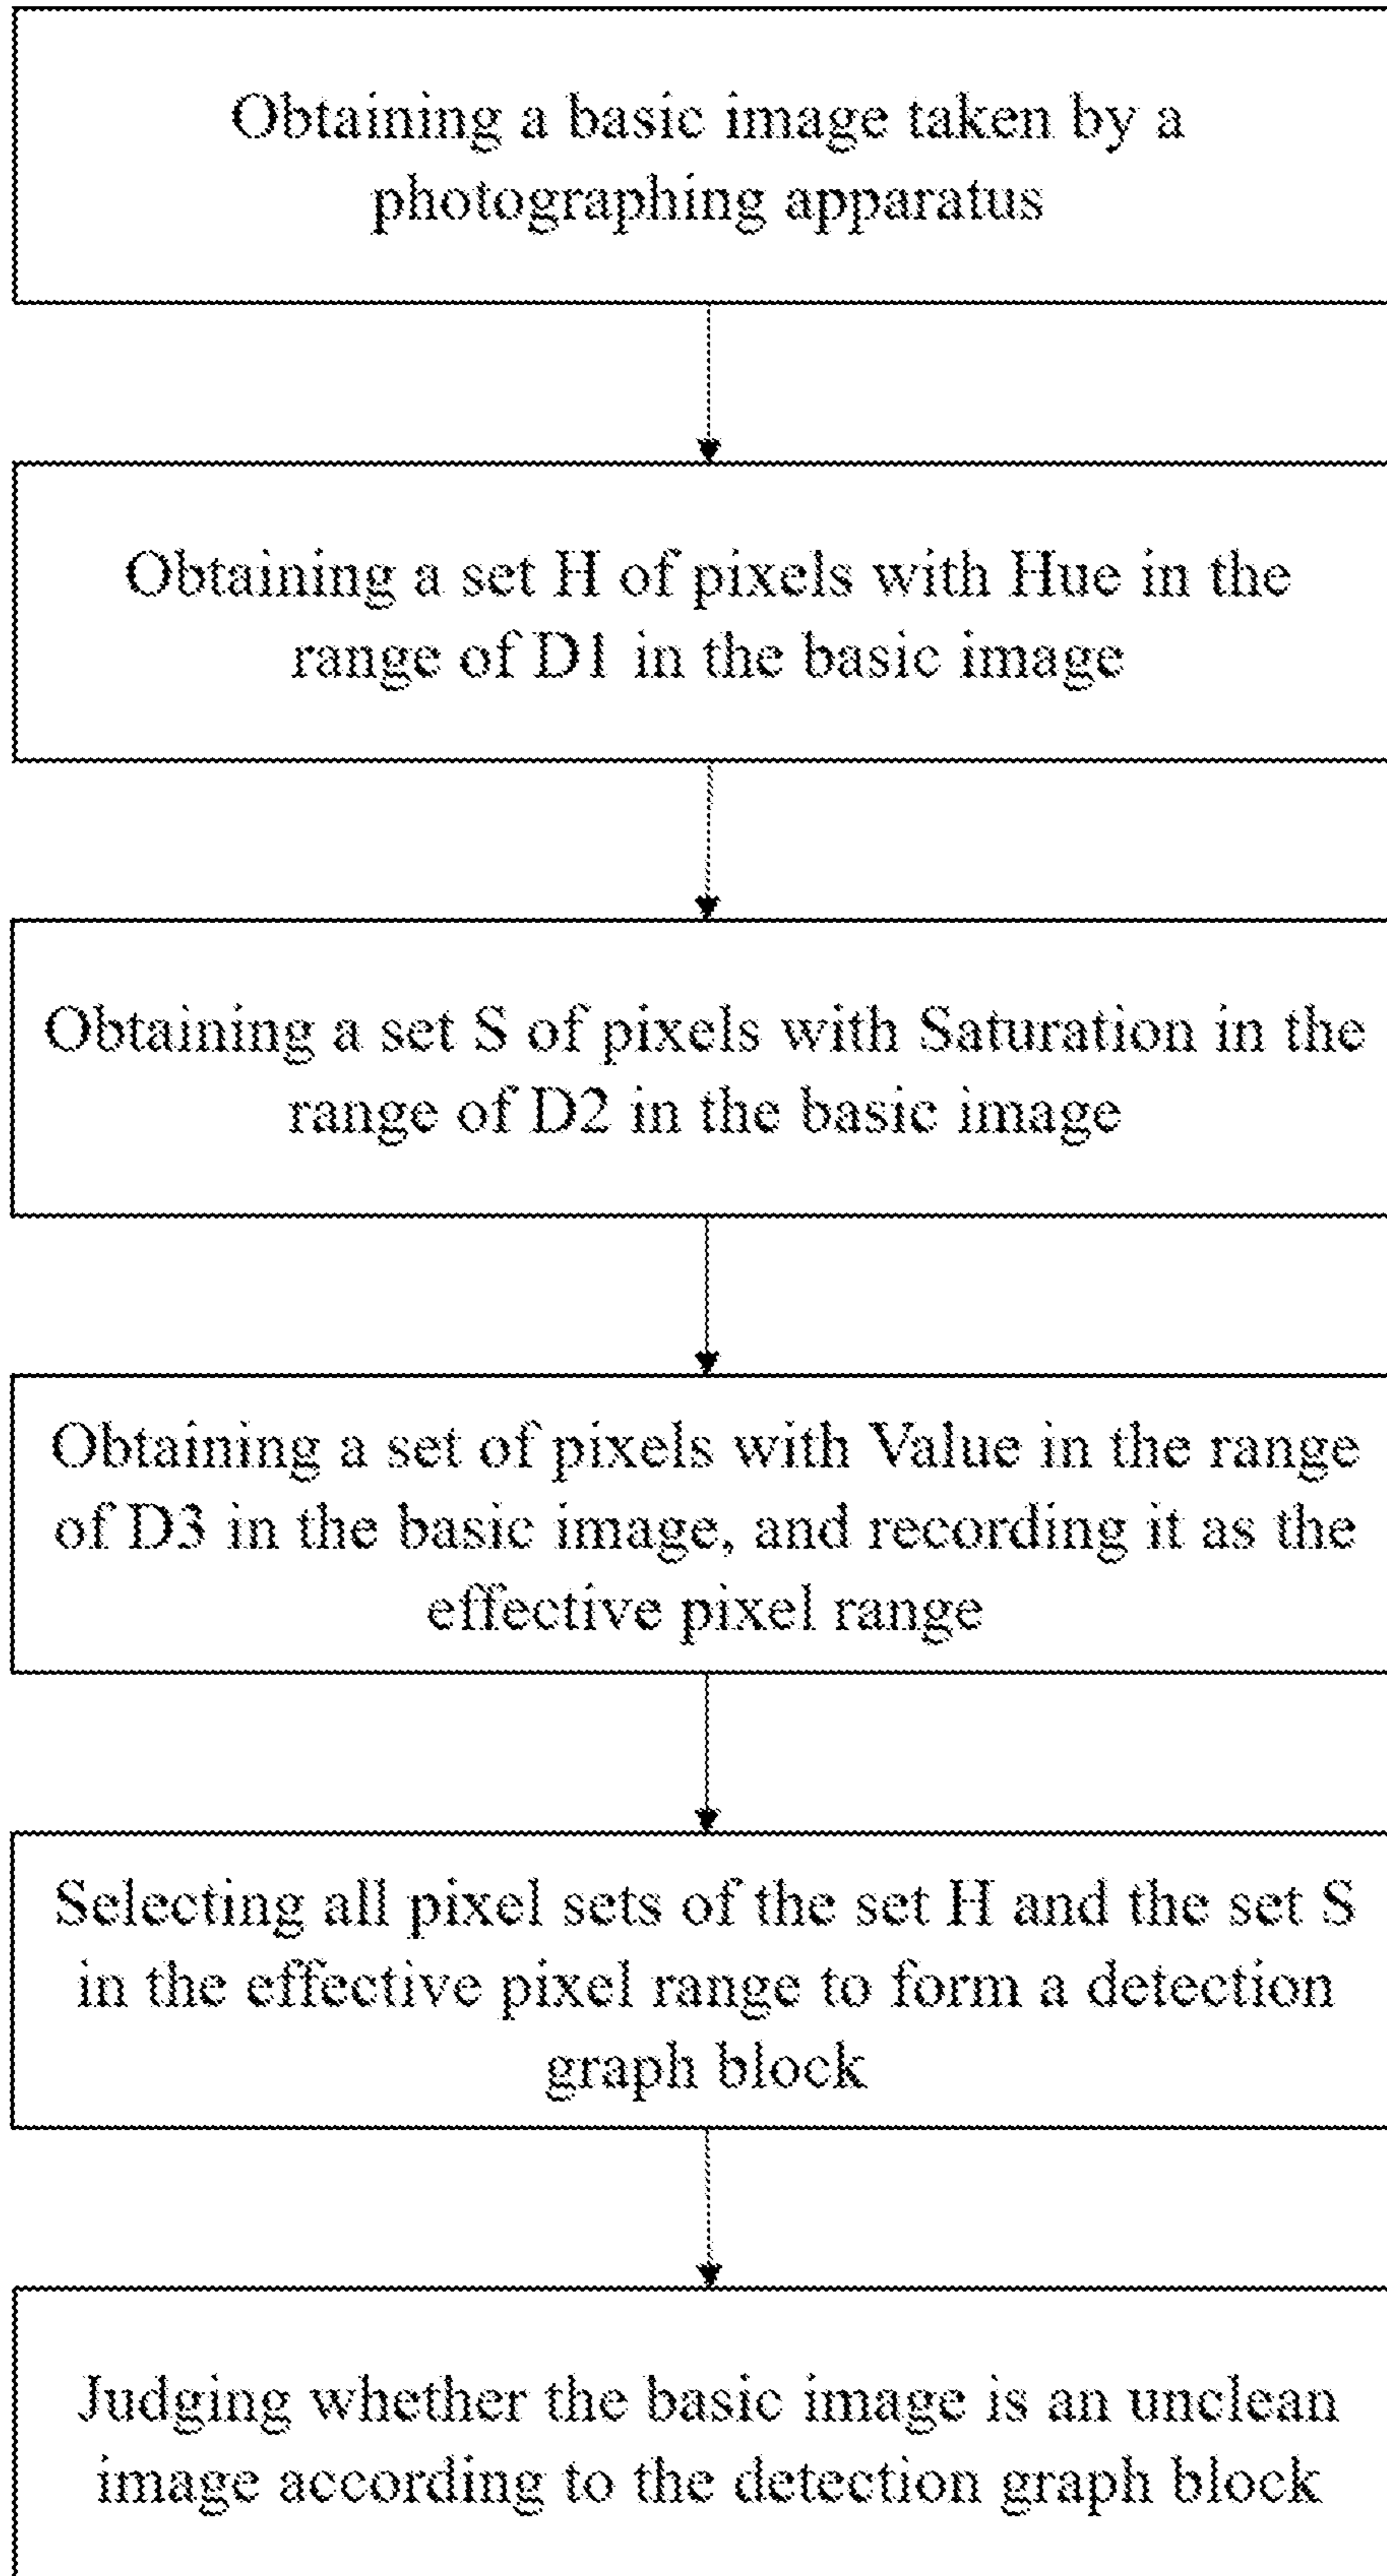 Obtaining a basic image taken by a
photographing apparatus
Obtaining a set H of pixels with Hue in the
range of D1 in the basic image
Obtaining a set S of pixels with Saturation in the
range of D2 in the basic image
Obtaining a set of pixels with Value in the range
of D3 in the basic image, and recording it as the
effective pixel range
Selecting all pixel sets of the set H and the set S
in the effective pixel range to form a detection
graph block
Judging whether the basic image is an unclean
image according to the detection graph block